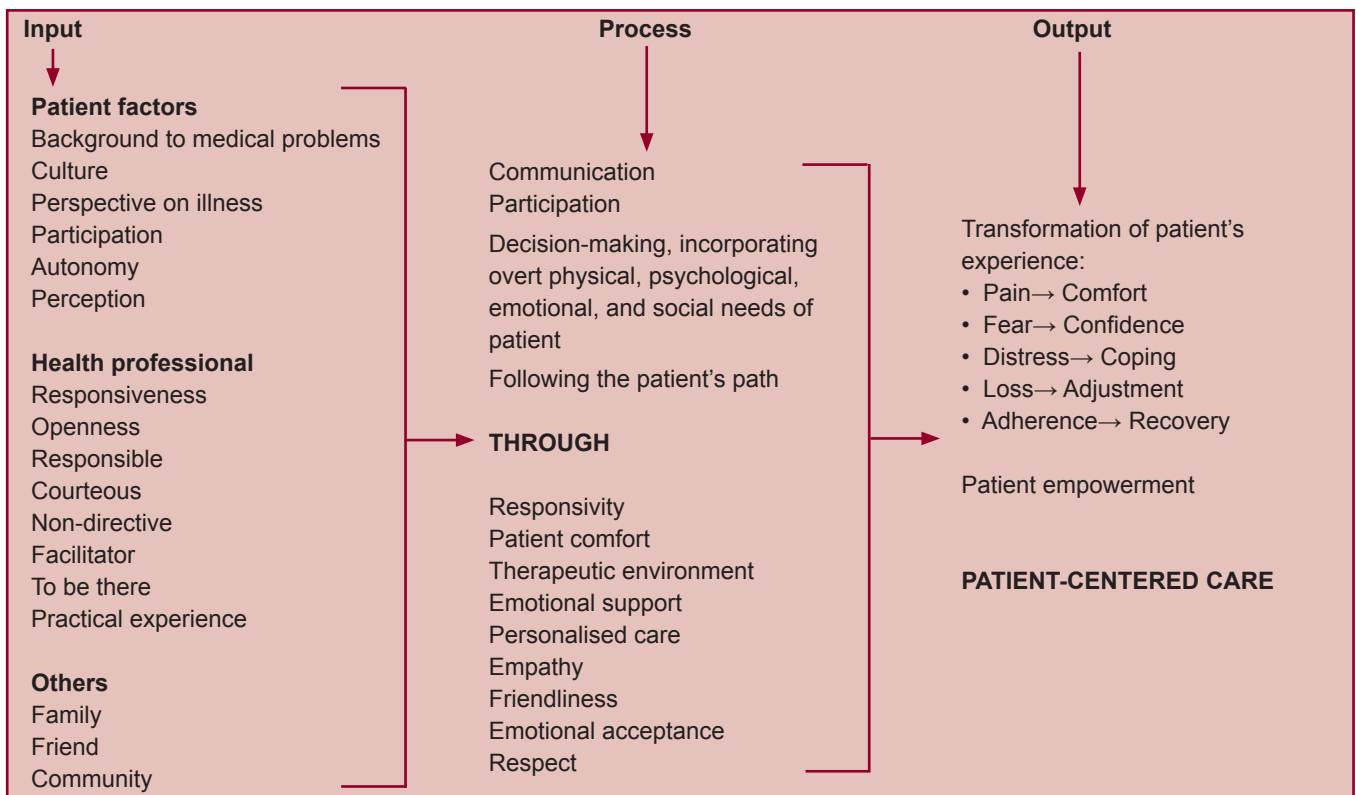 Input
Patient factors
Background to medical problems
Culture
Perspective on illness
Participation
Autonomy
Perception
Health professional
Responsiveness
Openness
Responsible
Courteous
Non-directive
Facilitator
To be there
Practical experience
Others
Family
Friend
Community
Process
Communication
Participation
Decision-making, incorporating
overt physical, psychological,
emotional, and social needs of
patient
Following the patient's path
THROUGH
Responsivity
Patient comfort
Therapeutic environment
Emotional support
Personalised care
Empathy
Friendliness
Emotional acceptance
Respect
Output
Transformation of patient's
experience:
• Pain→ Comfort
• Fear→ Confidence
• Distress→ Coping
• Loss→ Adjustment
• Adherence→ Recovery
Patient empowerment
PATIENT-CENTERED CARE